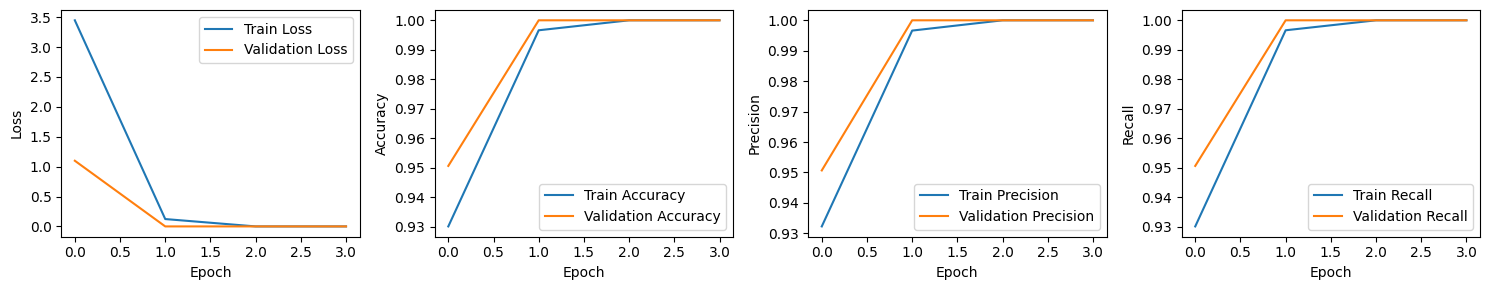 3.5
3.0
2.5
2.0
1.5
1.0
0.5
0.0
Loss
Train Loss
Validation Loss
0.0 0.5 1.0 1.5 2.0 2.5 3.0
Epoch
1.00
0.99
0.98
0.97
0.96
0.95
0.94
0.93
Accuracy
Train Accuracy
Validation Accuracy
0.0 0.5 1.0 1.5 2.0 2.5 3.0
Epoch
1.00
0.99
0.98
0.97
0.96
0.95
0.94
0.93
Precision
Train Precision
Validation Precision
0.0 0.5 1.0 1.5 2.0 2.5 3.0
Epoch
1.00
0.99
0.98
0.97
0.96
0.95
0.94
0.93
Recall
Train Recall
Validation Recall
0.0 0.5 1.0 1.5 2.0 2.5 3.0
Epoch